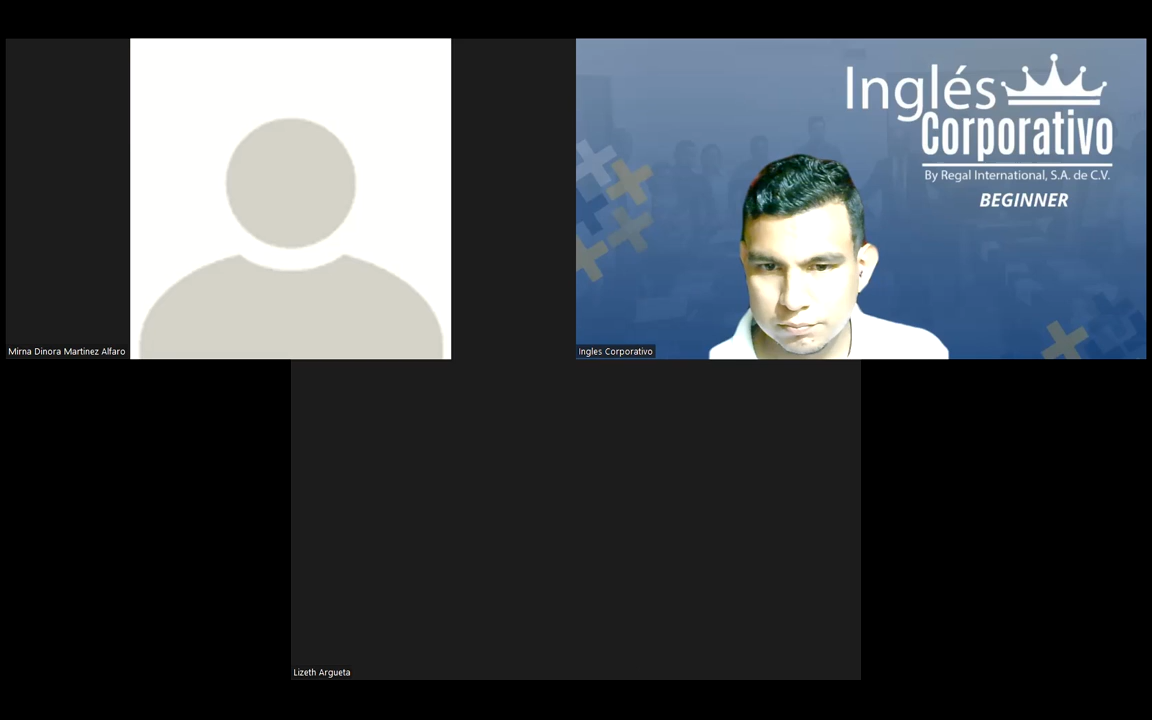 Inglés
Corporativo
By Regal International, S.A. de C.V.
BEGINNER
Mirna Dinora Martinez Alfaro
Ingles Corporativo
Lizeth Argueta